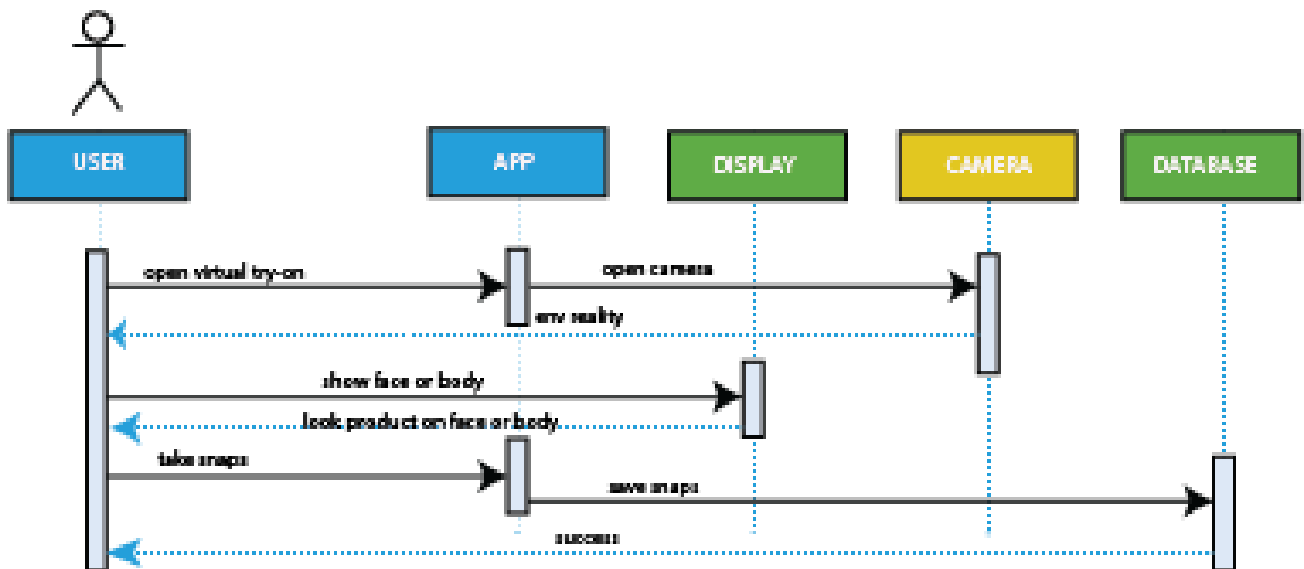 USER
APP
DISPLAY
CAMERA
DATABASE
open virtual try-on
open camera
env reality
show face or body
look product on face or body
take snaps
save snaps
success